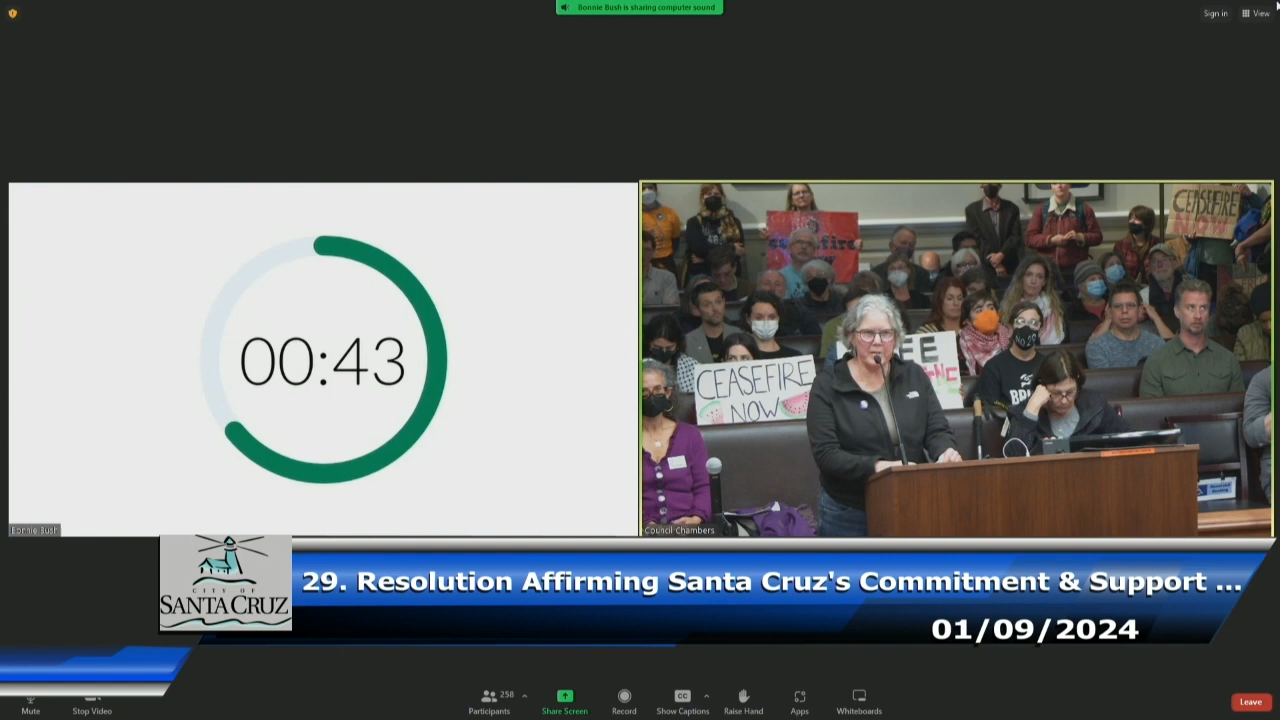 Bonnie Bush is sharing computer sound
Sign in
View
00:43
CEASEFIRE
NOW
ceasefire
CEASEFIRE
NOW
Bonnie Bush
Council Chambers
CITY OF
SANTA CRUZ
29. Resolution Affirming Santa Cruz's Commitment & Support ...
01/09/2024
Mute
Stop Video
Participants
258
Share Screen
Record
CC
Show Captions
Raise Hand
Apps
Whiteboards
Leave